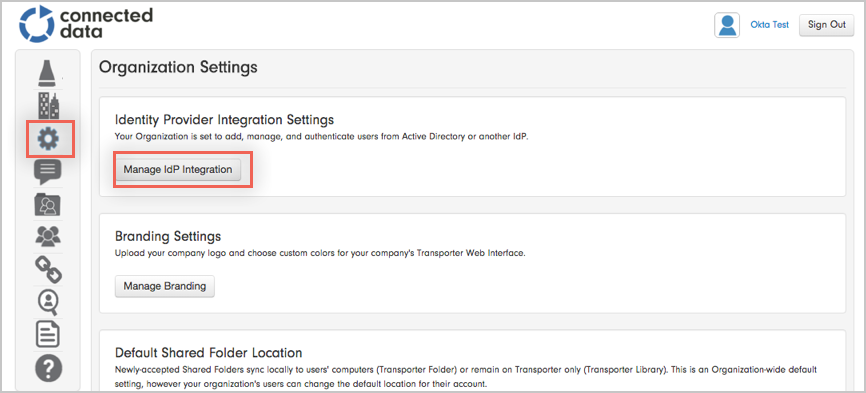 connected
data
Okta Test
Sign Out
Organization Settings
Identity Provider Integration Settings
Your Organization is set to add, manage, and authenticate users from Active Directory or another IdP.
Manage IdP Integration
Branding Settings
Upload your company logo and choose custom colors for your company's Transporter Web Interface.
Manage Branding
Default Shared Folder Location
Newly-accepted Shared Folders sync locally to users' computers (Transporter Folder) or remain on Transporter only (Transporter Library). This is an Organization-wide default
setting, however your organization's users can change the default location for their account.
?